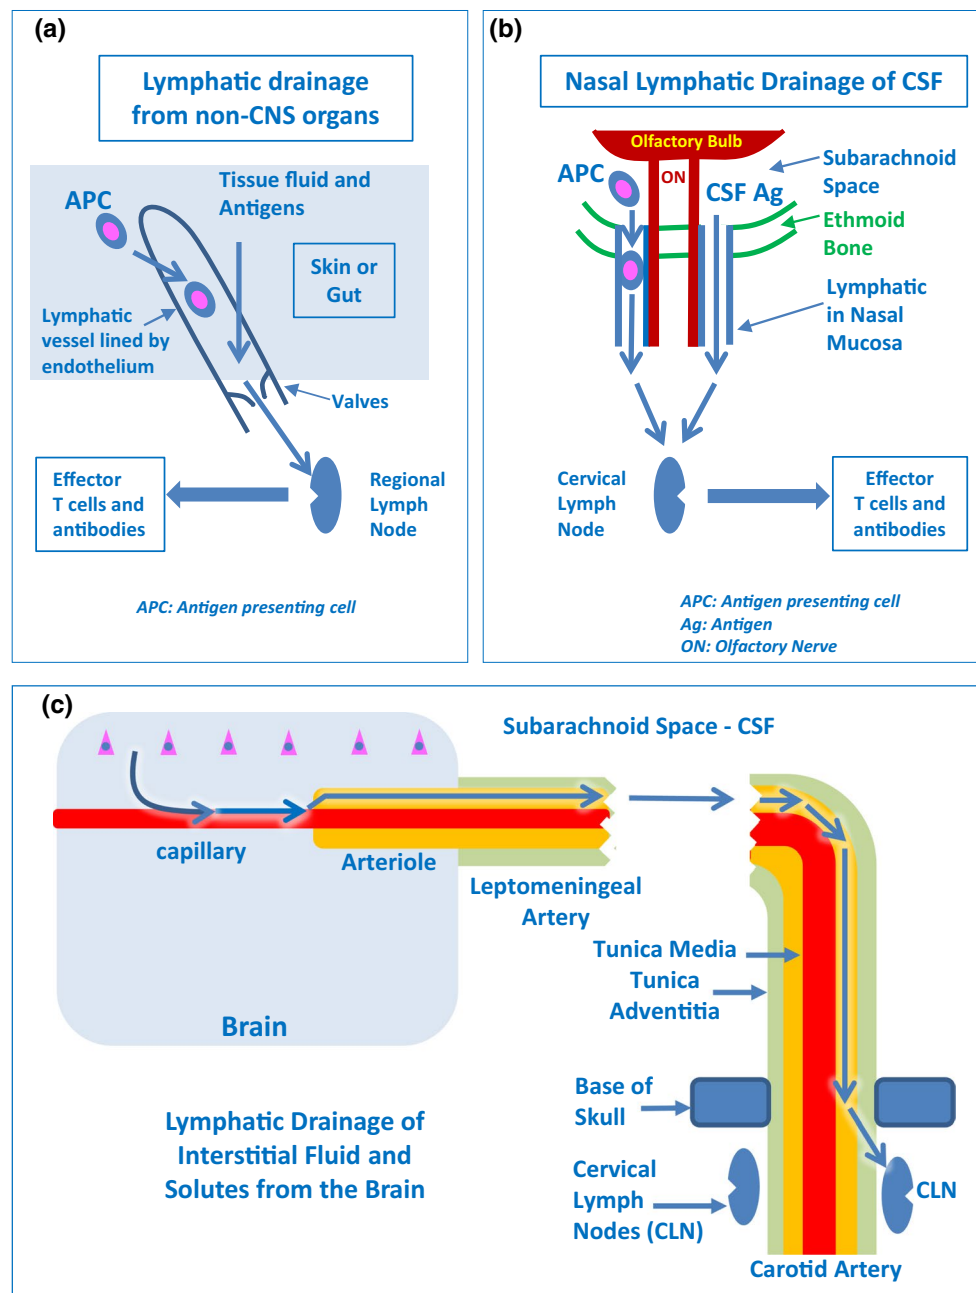 (a)
Lymphatic drainage
from non-CNS organs
APC
Tissue fluid and
Antigens
Skin or
Gut
Lymphatic
vessel lined by
endothelium
Valves
Effector
T cells and
antibodies
Regional
Lymph
Node
APC: Antigen presenting cell
(b)
Nasal Lymphatic Drainage of CSF
Olfactory Bulb
APC
ON
CSF Ag
Subarachnoid
Space
Ethmoid
Bone
Lymphatic
in Nasal
Mucosa
Cervical
Lymph
Node
Effector
T cells and
antibodies
APC: Antigen presenting cell
Ag: Antigen
ON: Olfactory Nerve
(c)
Subarachnoid Space - CSF
capillary
Arteriole
Leptomeningeal
Artery
Brain
Tunica Media
Tunica
Adventitia
Base of
Skull
Lymphatic Drainage of
Interstitial Fluid and
Solutes from the Brain
Cervical
Lymph
Nodes (CLN)
CLN
Carotid Artery